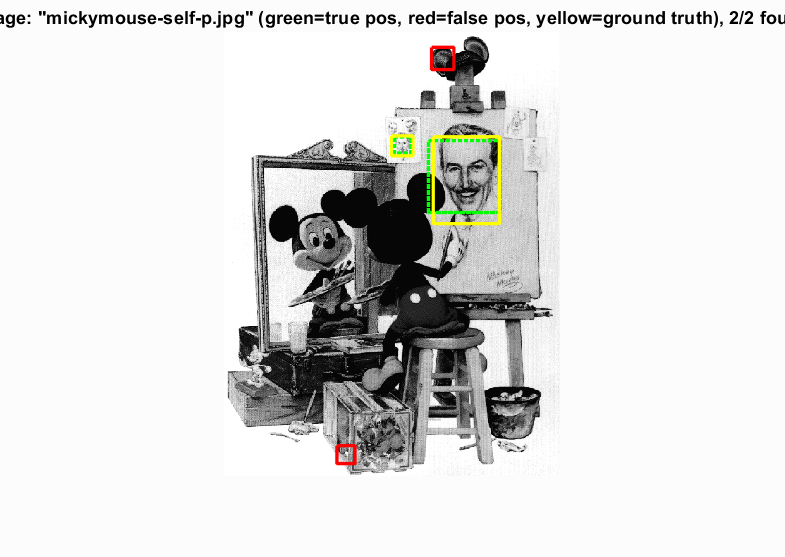 age: "mickymouse-self-p.jpg" (green=true pos, red=false pos, yellow=ground truth), 2/2 fou